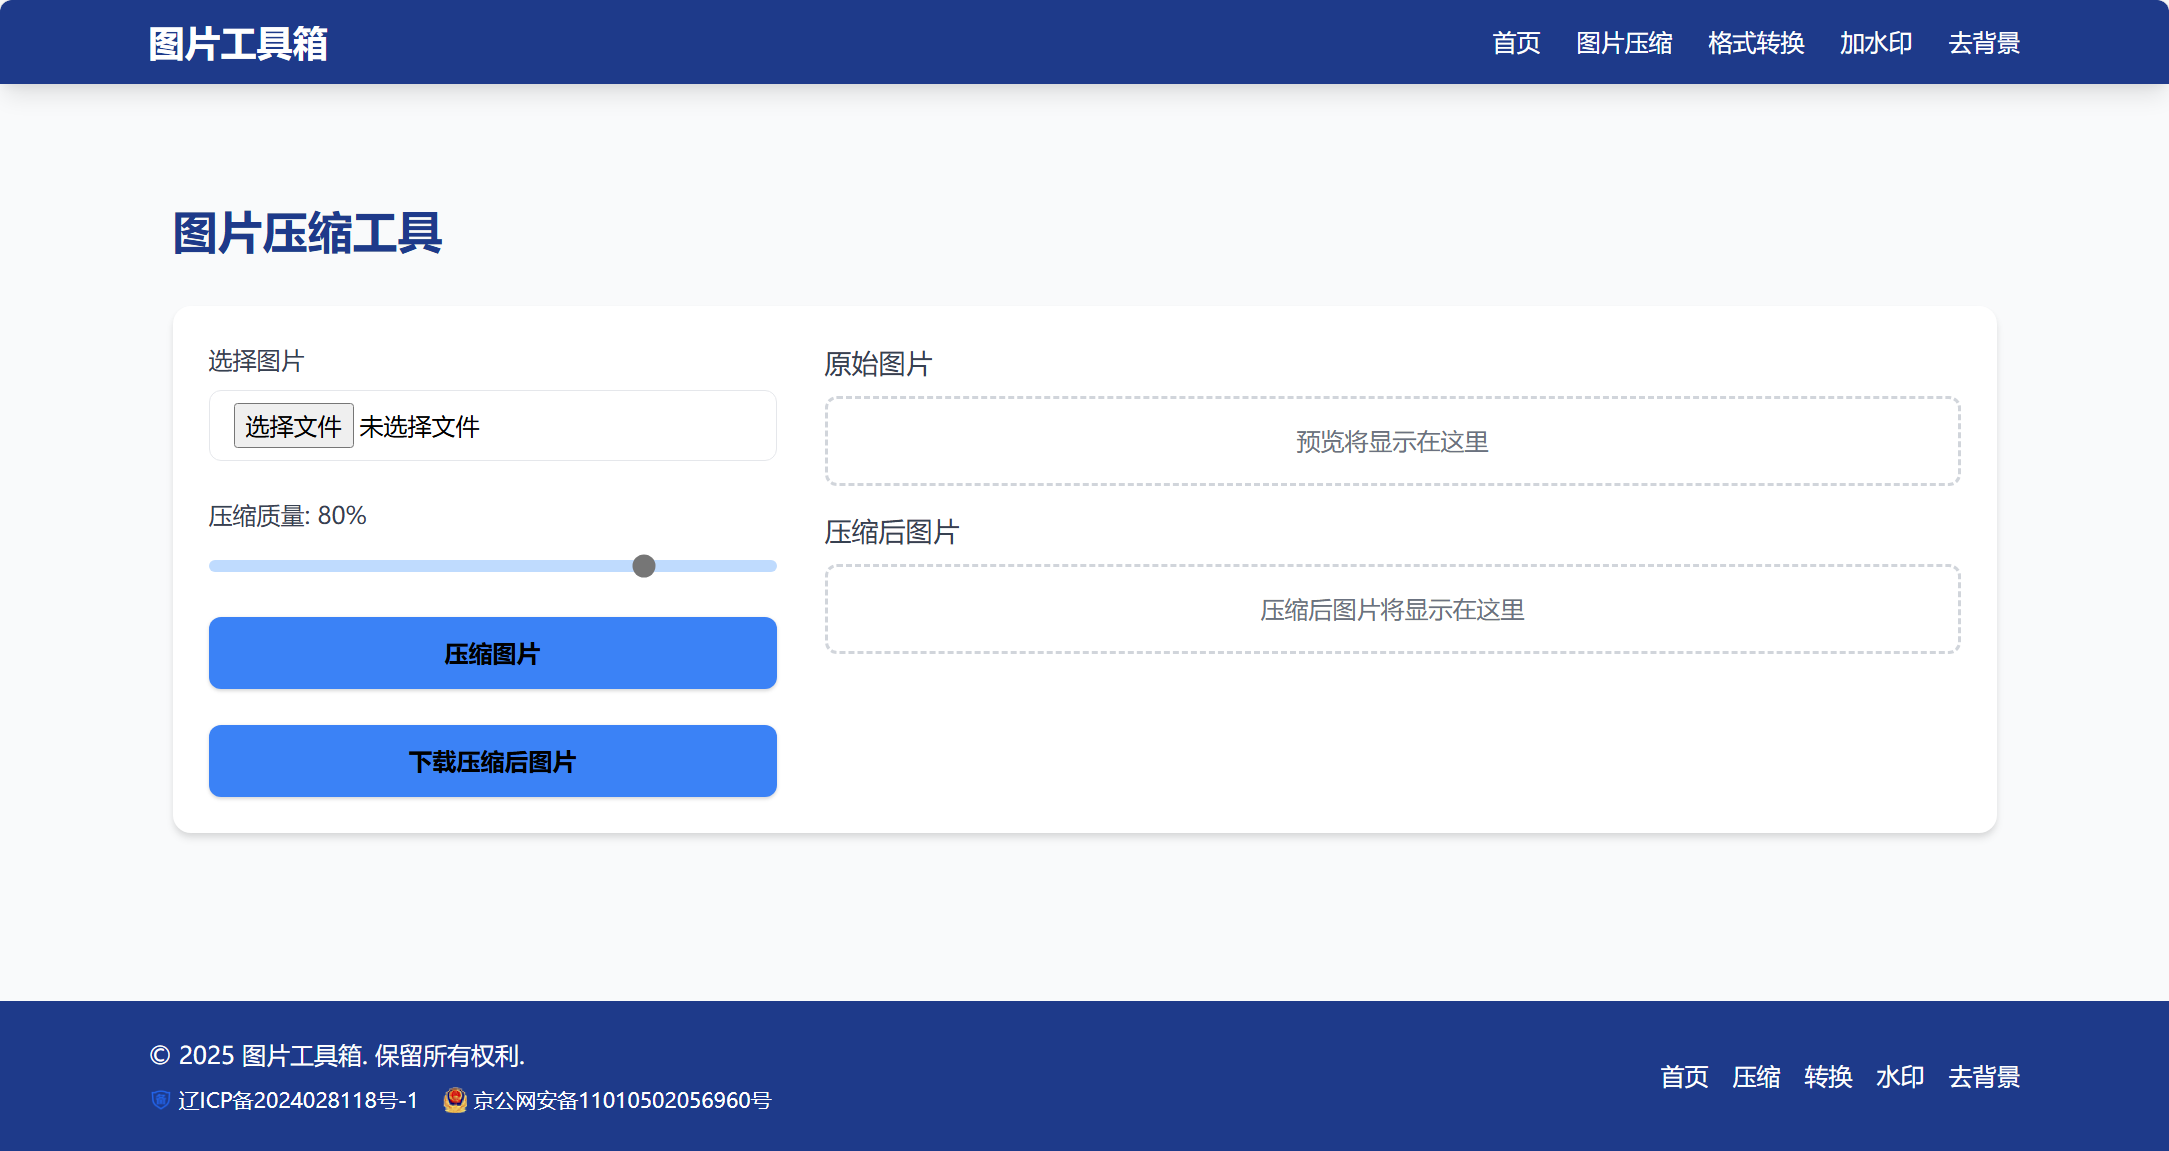 图片工具箱
首页 图片压缩 格式转换 加水印 去背景
图片压缩工具
选择图片
选择文件 未选择文件
压缩质量: 80%
压缩图片
下载压缩后图片
原始图片
预览将显示在这里
压缩后图片
压缩后图片将显示在这里
© 2025 图片工具箱. 保留所有权利.
辽ICP备2024028118号-1 京公网安备11010502056960号
首页 压缩 转换 水印 去背景